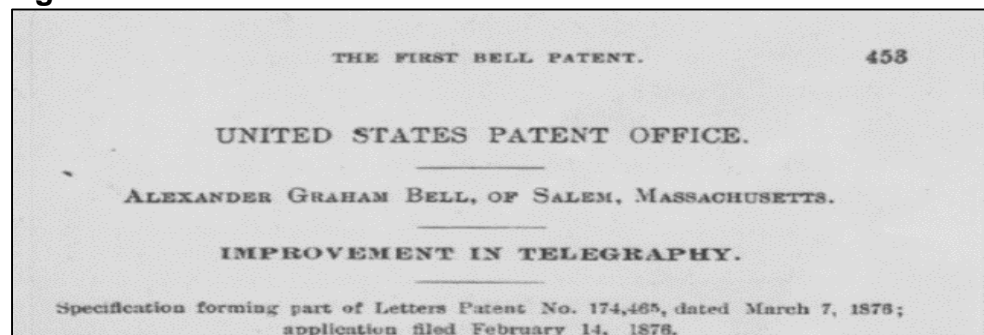 THE FIRST BELL PATENT. 453
UNITED STATES PATENT OFFICE.
ALEXANDER GRAHAM BELL, OF SALEM, MASSACHUSETTS.
IMPROVEMENT IN TELEGRAPHY.
Specification forming part of Letters Patent No. 174,465, dated March 7, 1876;
application filed February 14, 1876.